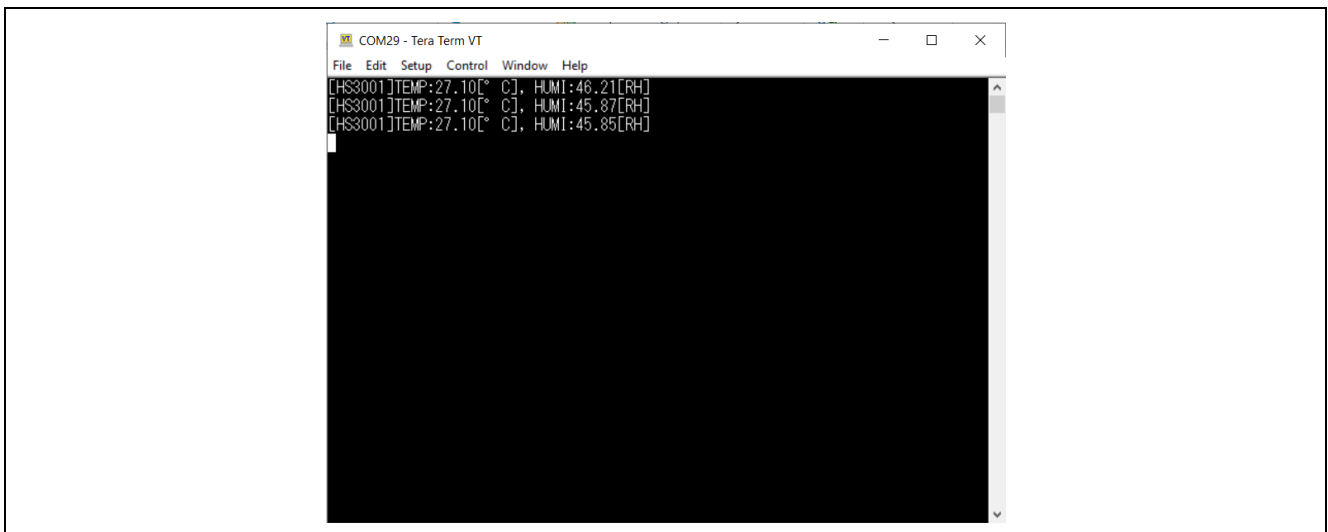 COM29 - Tera Term VT
File Edit Setup Control Window Help
[HS3001]TEMP:27.10[° C], HUMI:46.21[RH]
[HS3001]TEMP:27.10[° C], HUMI:45.87[RH]
[HS3001]TEMP:27.10[° C], HUMI:45.85[RH]